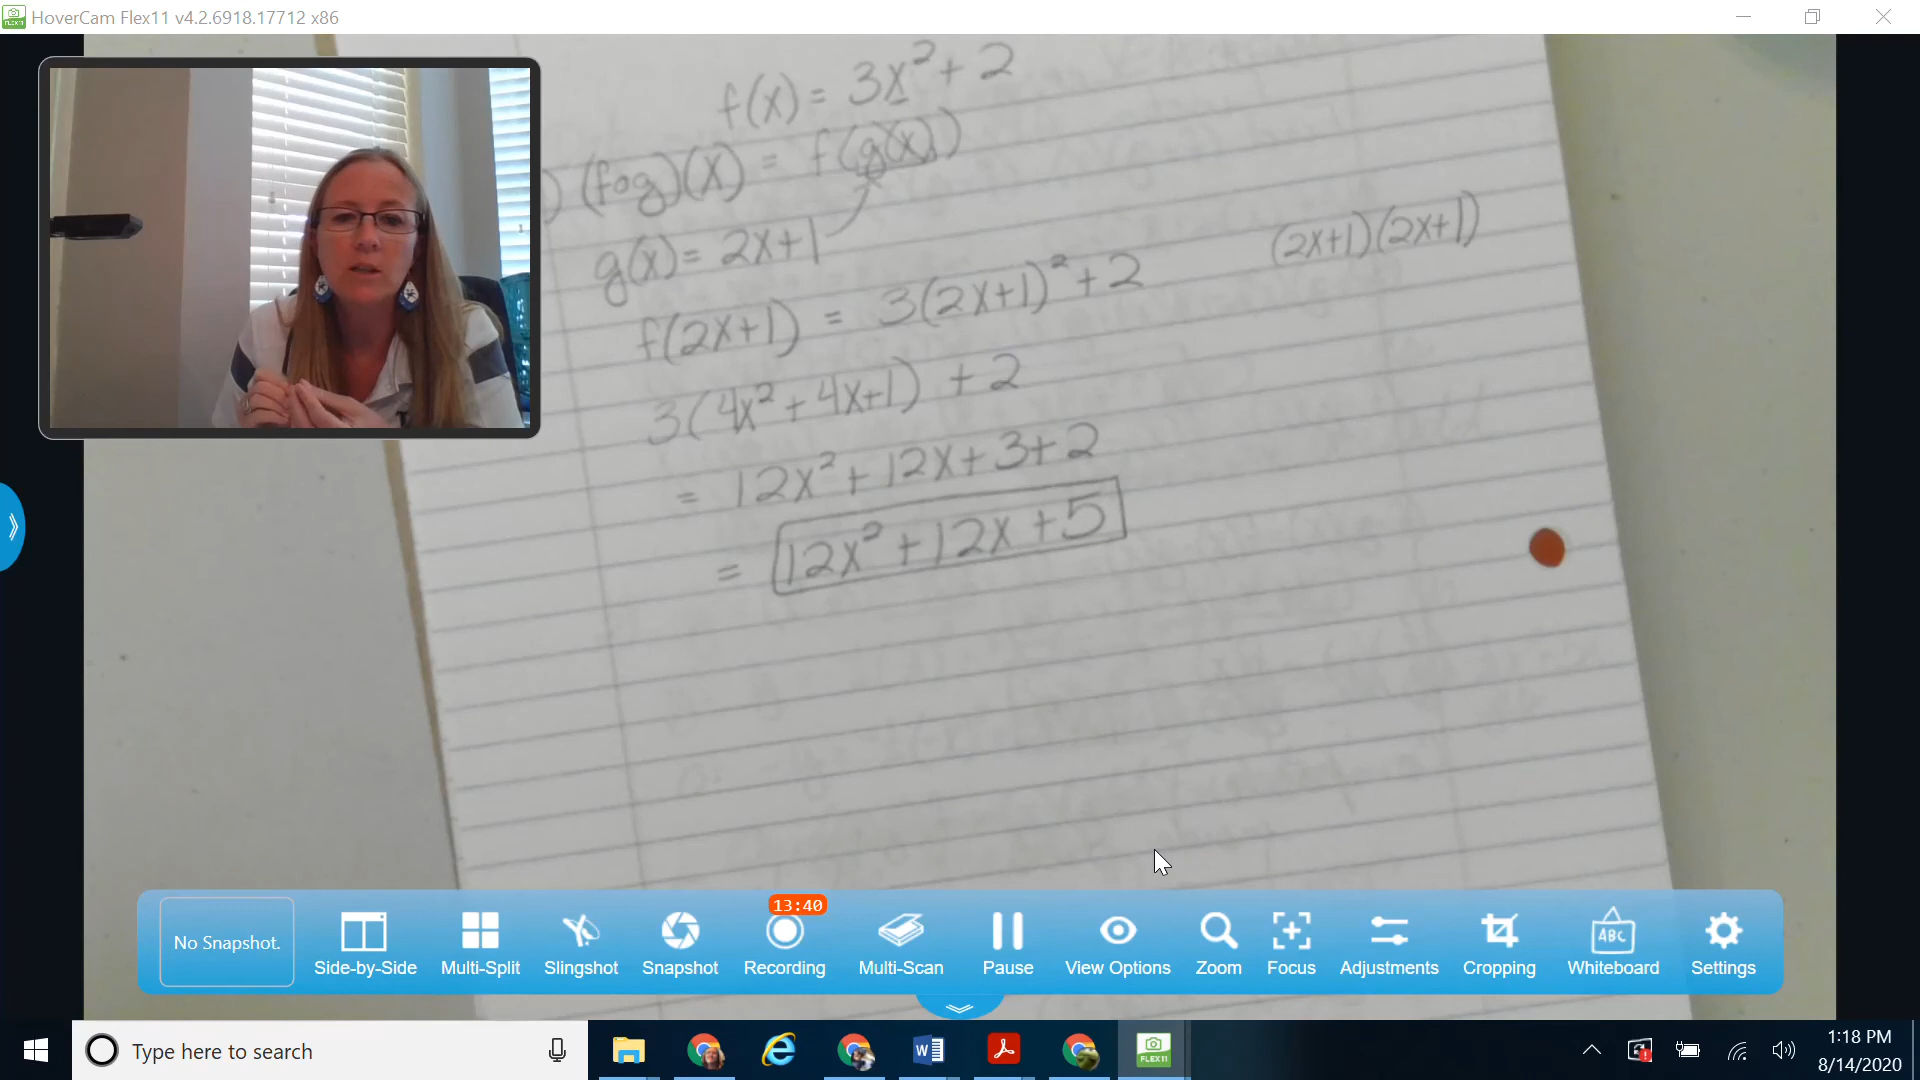 HoverCam Flex11 v4.2.6918.17712 x86
f(x) = 3x² + 2
) (fog)(x) = f(g(x))
g(x) = 2x+1
(2x+1)(2x+1)
f(2x+1) = 3(2x+1)² + 2
3(4x² + 4x+1) + 2
= 12x² + 12x + 3 + 2
= 12x² + 12x + 5
13:40
No Snapshot.
Side-by-Side
Multi-Split
Slingshot
Snapshot
Recording
Multi-Scan
Pause
View Options
Zoom
Focus
Adjustments
Cropping
ABC
Whiteboard
Settings
Type here to search
FLEX11
1:18 PM
8/14/2020